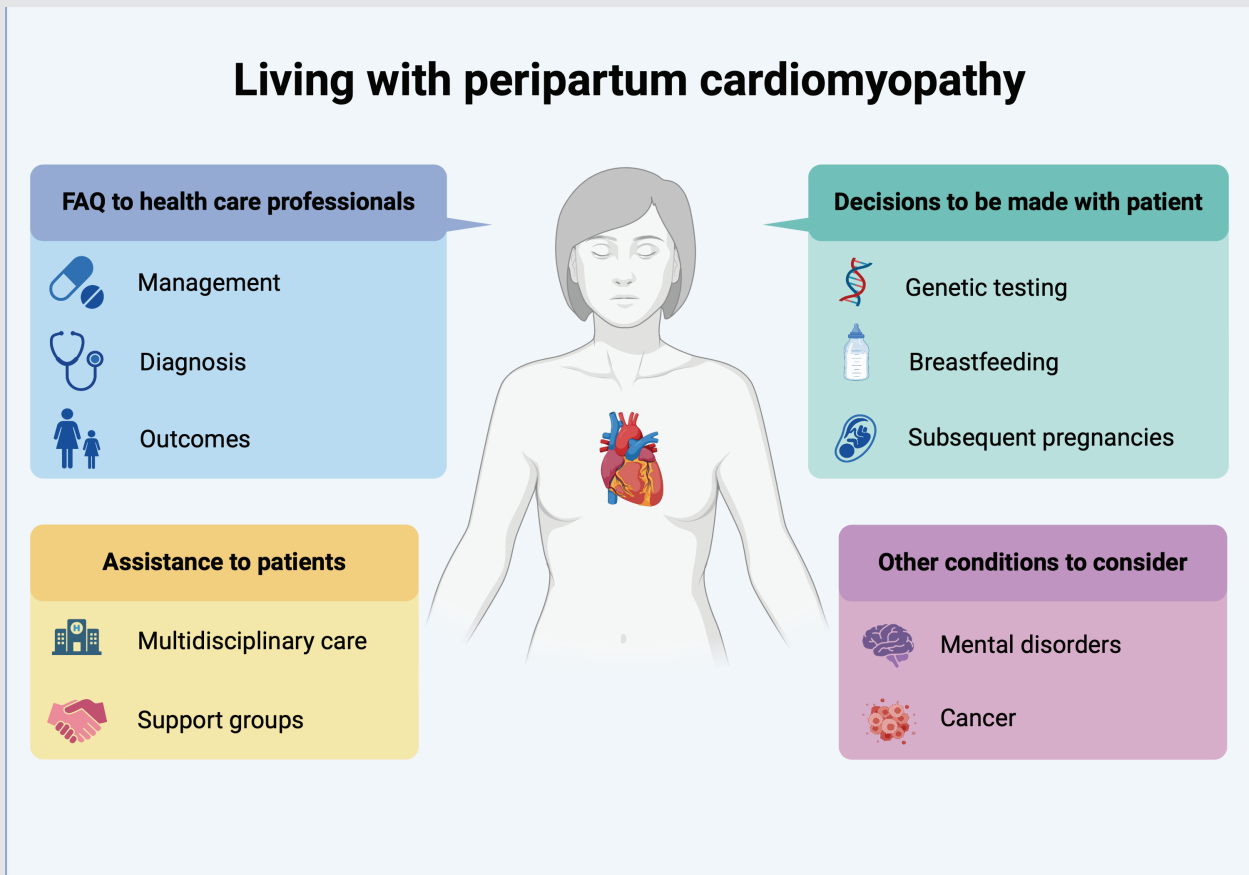 Living with peripartum cardiomyopathy
FAQ to health care professionals
Management
Diagnosis
Outcomes
Decisions to be made with patient
Genetic testing
Breastfeeding
Subsequent pregnancies
Assistance to patients
H
Multidisciplinary care
Support groups
Other conditions to consider
Mental disorders
Cancer